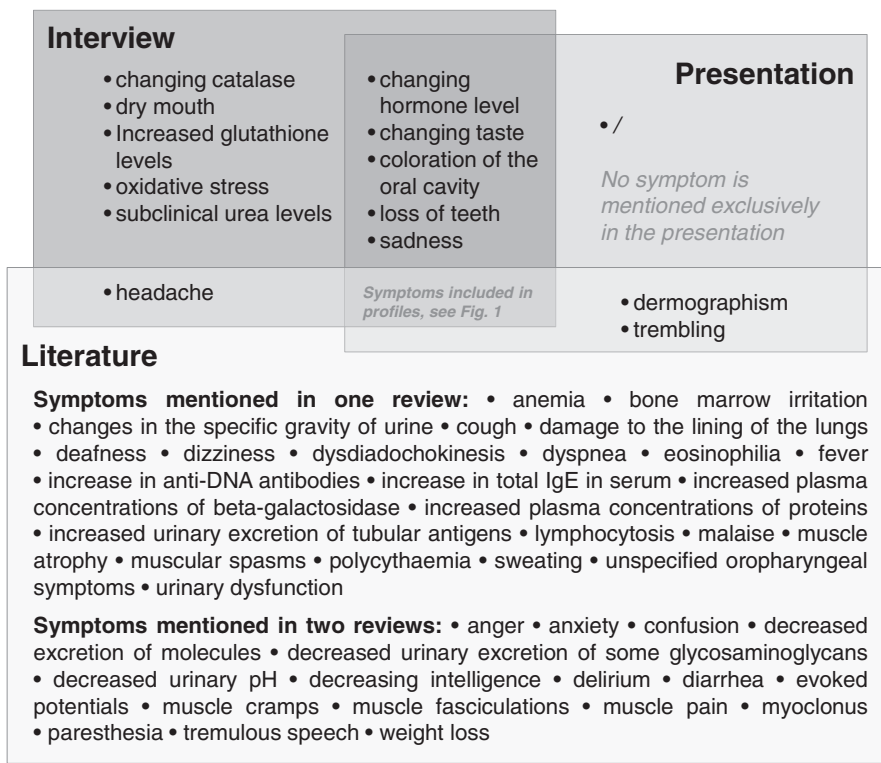 Interview
• changing catalase
• dry mouth
• Increased glutathione
levels
• oxidative stress
• subclinical urea levels
• changing
hormone level
• changing taste
• coloration of the
oral cavity
• loss of teeth
• sadness
Presentation
• /
No symptom is
mentioned exclusively
in the presentation
• headache
Symptoms included in
profiles, see Fig. 1
• dermographism
• trembling
Literature
Symptoms mentioned in one review: • anemia • bone marrow irritation
• changes in the specific gravity of urine • cough • damage to the lining of the lungs
• deafness • dizziness • dysdiadochokinesis • dyspnea • eosinophilia • fever
• increase in anti-DNA antibodies • increase in total IgE in serum • increased plasma
concentrations of beta-galactosidase • increased plasma concentrations of proteins
• increased urinary excretion of tubular antigens • lymphocytosis • malaise • muscle
atrophy • muscular spasms • polycythaemia • sweating • unspecified oropharyngeal
symptoms • urinary dysfunction
Symptoms mentioned in two reviews: • anger • anxiety • confusion • decreased
excretion of molecules • decreased urinary excretion of some glycosaminoglycans
• decreased urinary pH • decreasing intelligence • delirium • diarrhea • evoked
potentials • muscle cramps • muscle fasciculations • muscle pain • myoclonus
• paresthesia • tremulous speech • weight loss